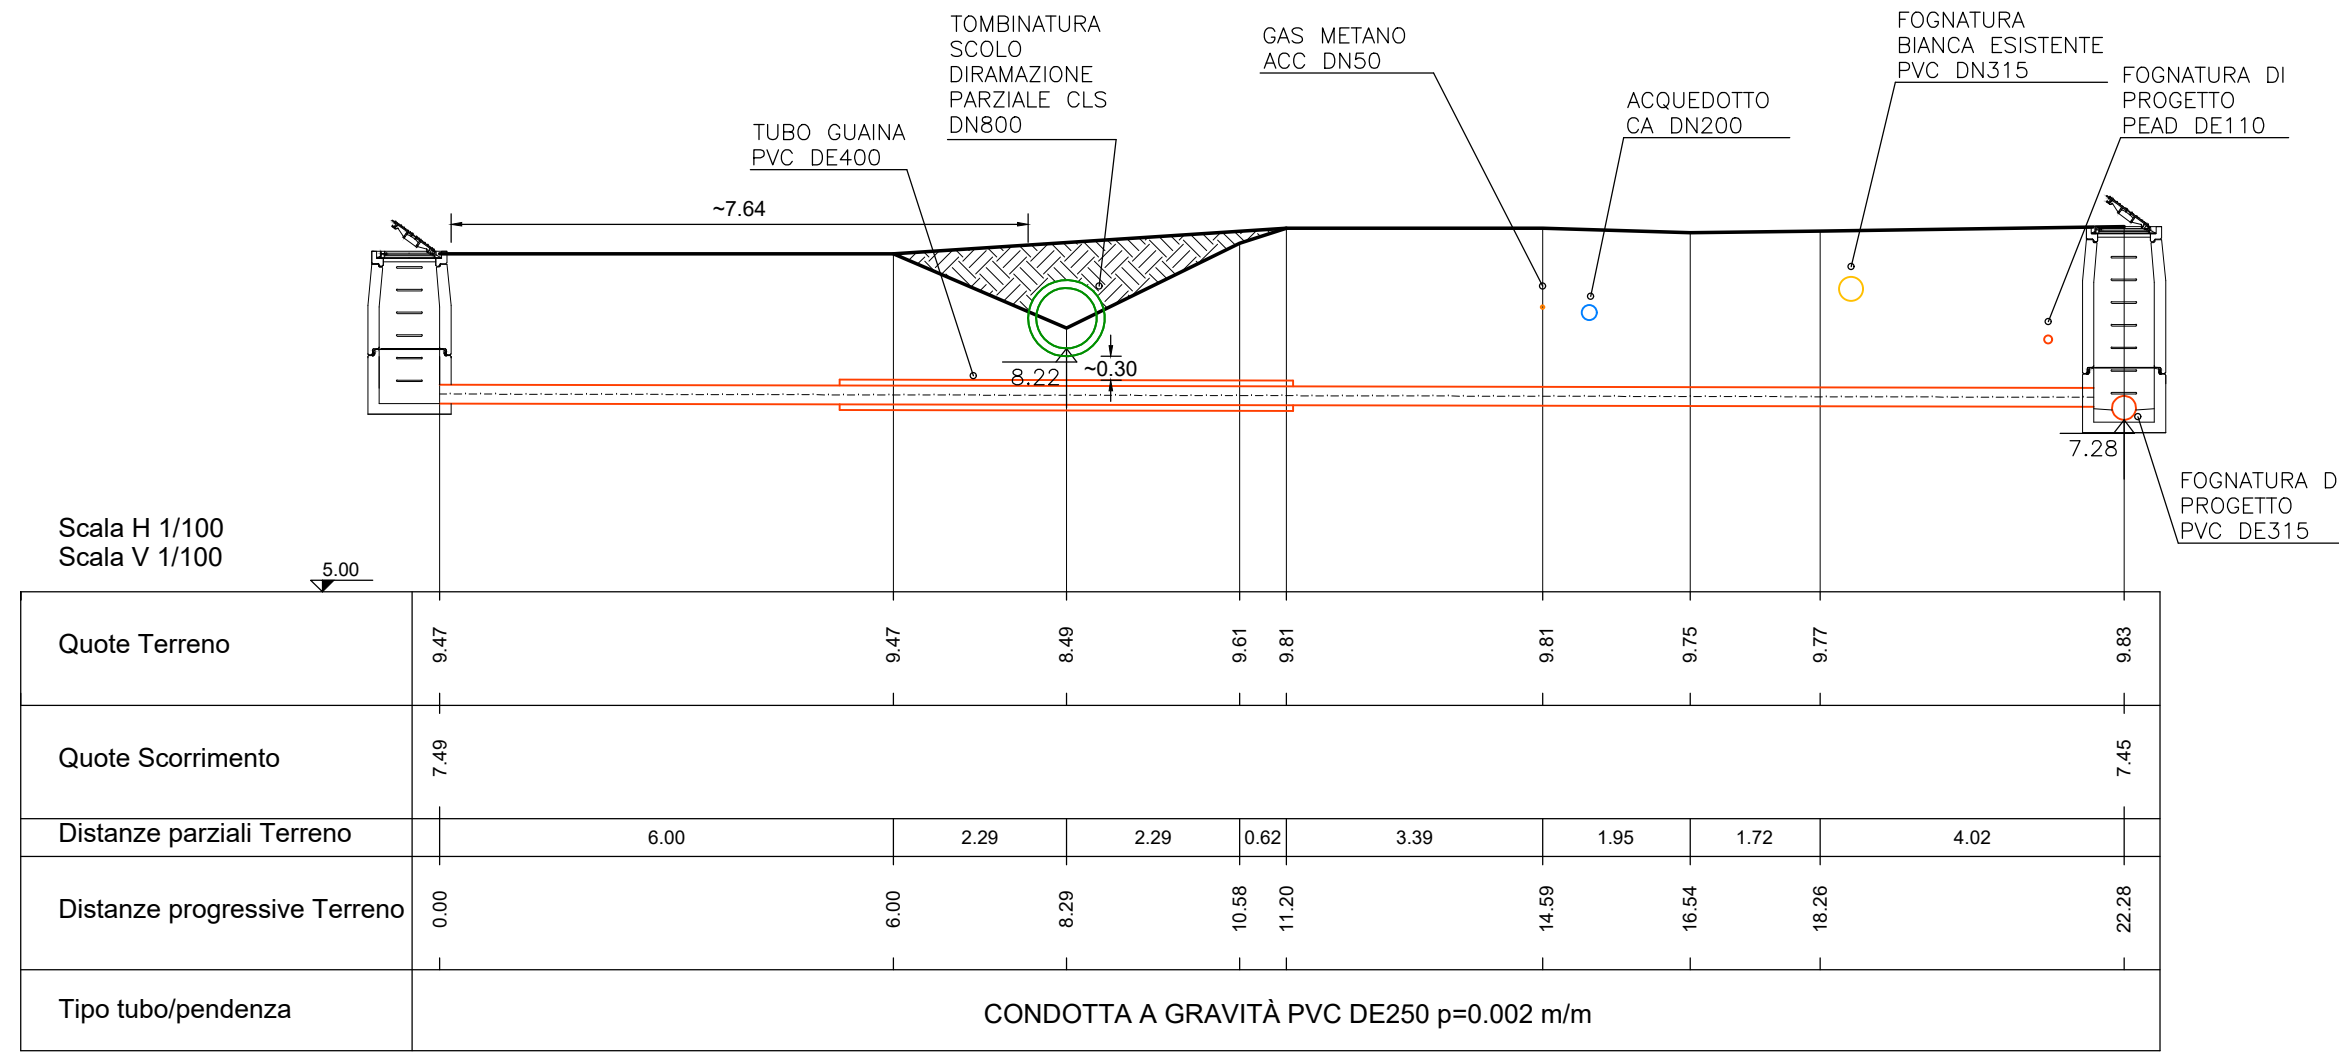 TOMBINATURA
SCOLO
DIRAMAZIONE
PARZIALE CLS
DN800
GAS METANO
ACC DN50
FOGNATURA
BIANCA ESISTENTE
PVC DN315
FOGNATURA DI
PROGETTO
PEAD DE110
ACQUEDOTTO
CA DN200
TUBO GUAINA
PVC DE400
~7.64
8.22
~0.30
7.28
FOGNATURA D
PROGETTO
PVC DE315
Scala H 1/100
Scala V 1/100
5.00
Quote Terreno
9.47
9.47
8.49
9.61
9.81
9.81
9.75
9.77
9.83
Quote Scorrimento
7.49
7.45
Distanze parziali Terreno
6.00
2.29
2.29
0.62
3.39
1.95
1.72
4.02
Distanze progressive Terreno
0.00
6.00
8.29
10.58
11.20
14.59
16.54
18.26
22.28
Tipo tubo/pendenza
CONDOTTA A GRAVITÀ PVC DE250 p=0.002 m/m